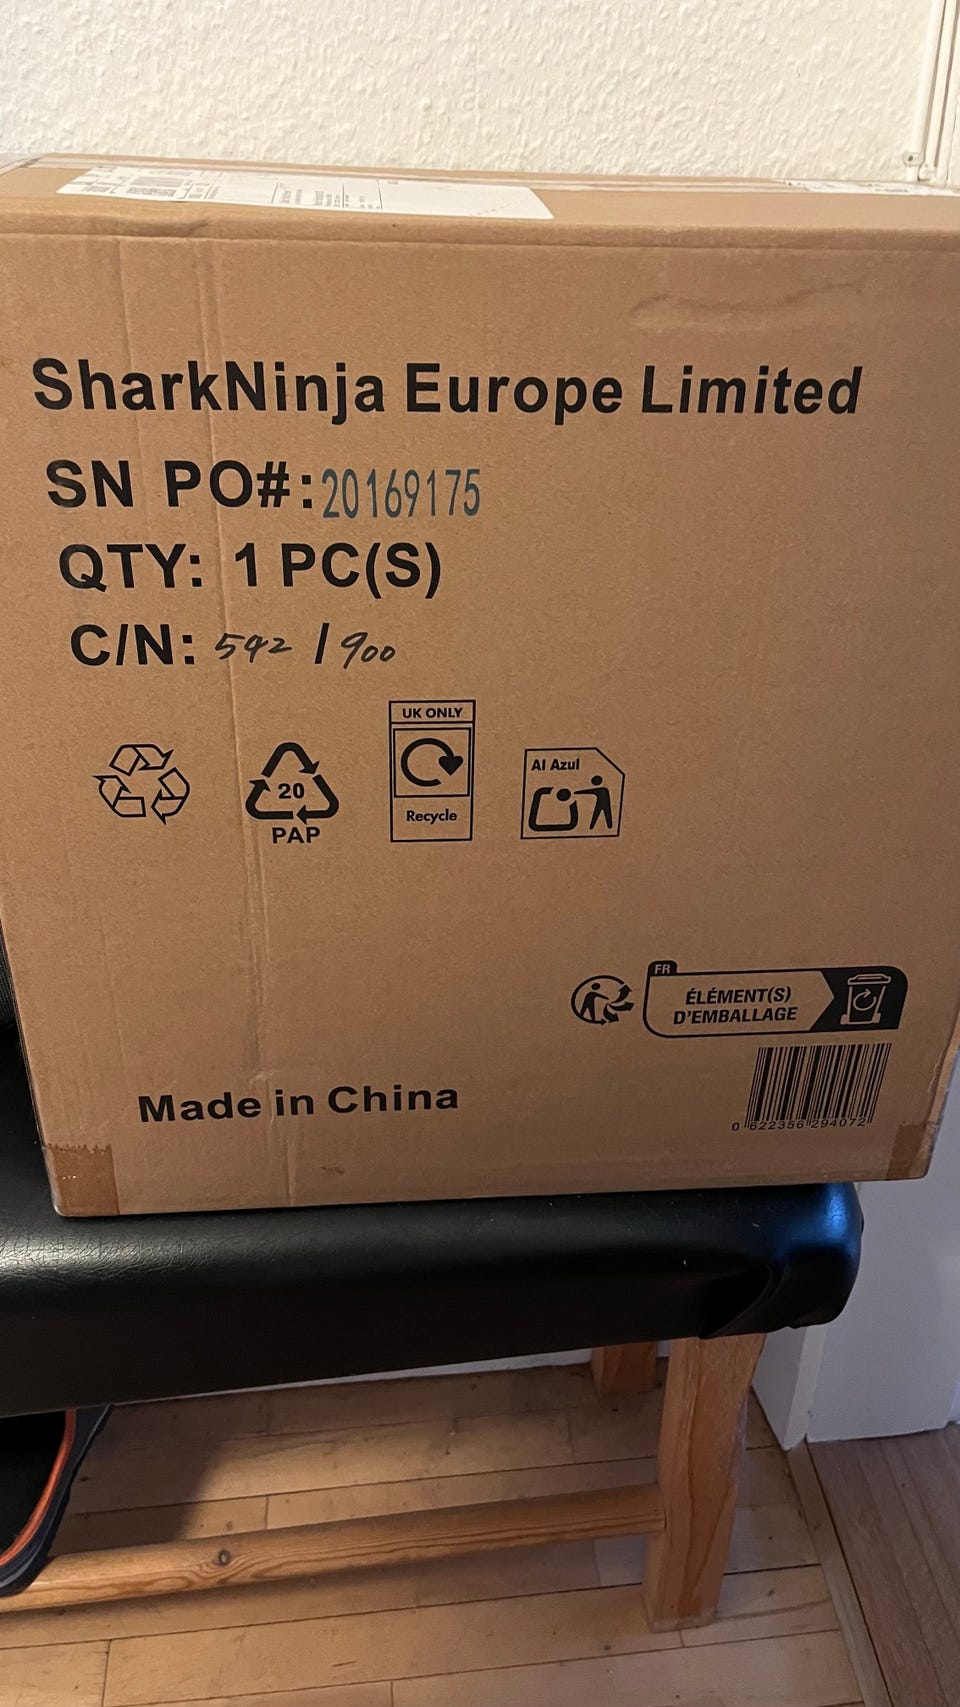 SharkNinja Europe Limited
SN PO#: 20169175
QTY: 1 PC(S)
C/N: 542 / 900
UK ONLY
Recycle
20
PAP
Al Azul
FR
ÉLÉMENT(S)
D'EMBALLAGE
Made in China
0 622356 294072